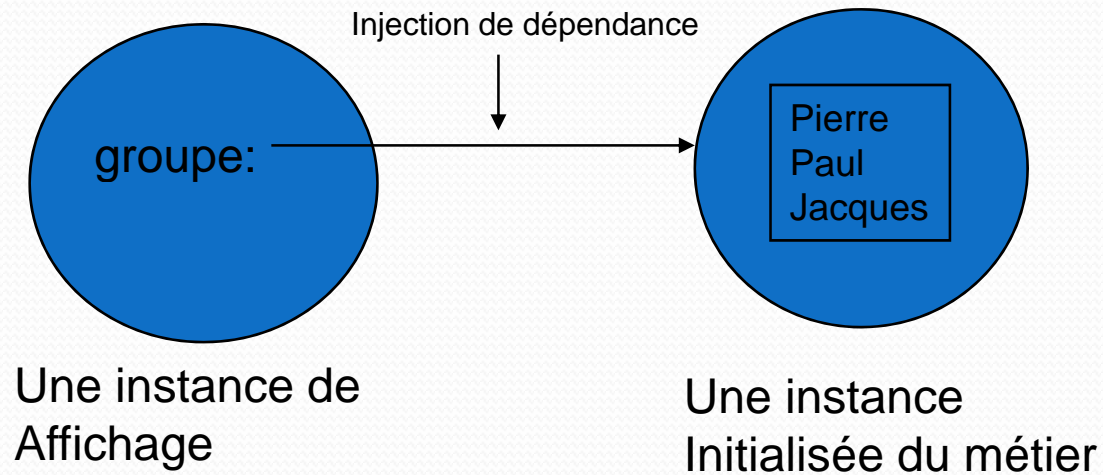 Injection de dépendance
groupe:
Pierre
Paul
Jacques
Une instance de
Affichage
Une instance
Initialisée du métier